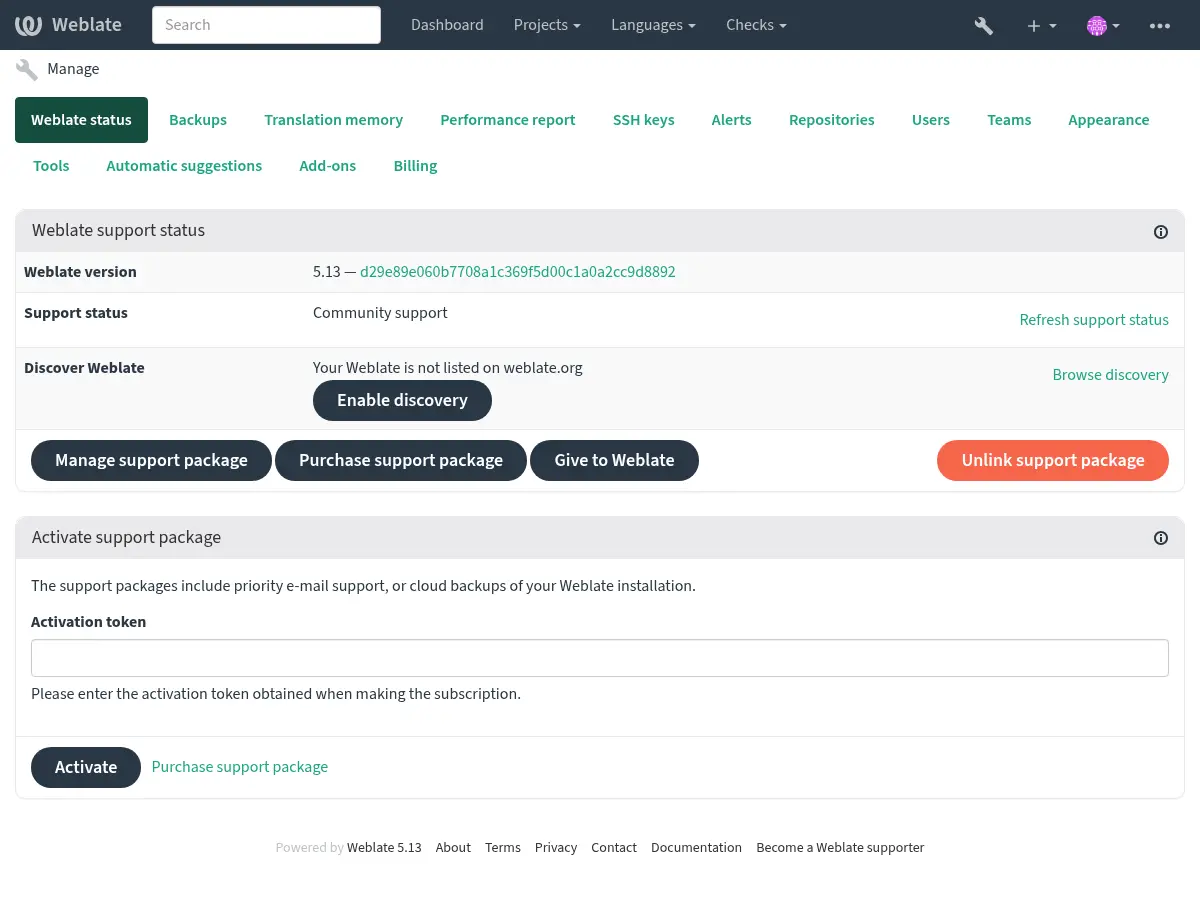 Weblate Search Dashboard Projects Languages Checks
Manage
Weblate status Backups Translation memory Performance report SSH keys Alerts Repositories Users Teams Appearance
Tools Automatic suggestions Add-ons Billing
Weblate support status
Weblate version 5.13 — d29e89e060b7708a1c369f5d00c1a0a2cc9d8892
Support status Community support Refresh support status
Discover Weblate Your Weblate is not listed on weblate.org Browse discovery
Enable discovery
Manage support package Purchase support package Give to Weblate Unlink support package
Activate support package
The support packages include priority e-mail support, or cloud backups of your Weblate installation.
Activation token
Please enter the activation token obtained when making the subscription.
Activate Purchase support package
Powered by Weblate 5.13 About Terms Privacy Contact Documentation Become a Weblate supporter